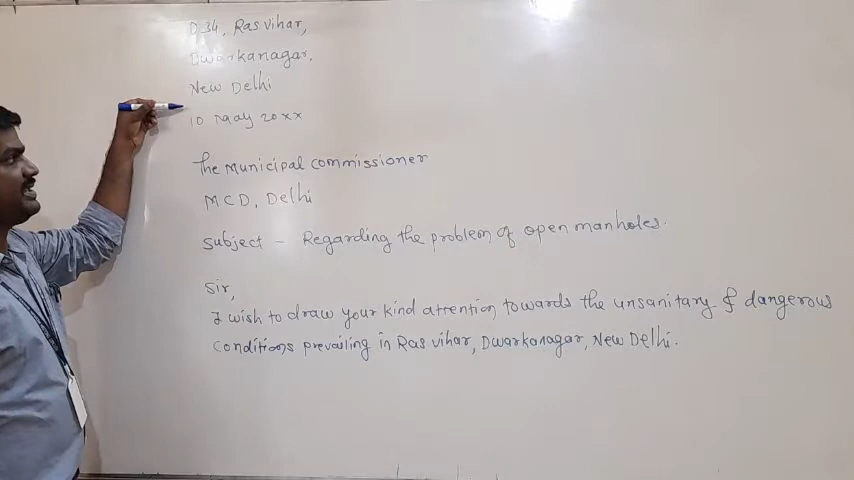 D 34, Ras vihar,
Dwarkanagar,
New Delhi
10 may 20xx
The Municipal commissioner
MCD, Delhi
subject - Regarding the problem of open manholes.
Sir,
I wish to draw your kind attention towards the unsanitary & dangerous
conditions prevailing in Ras vihar, Dwarkanagar, New Delhi.